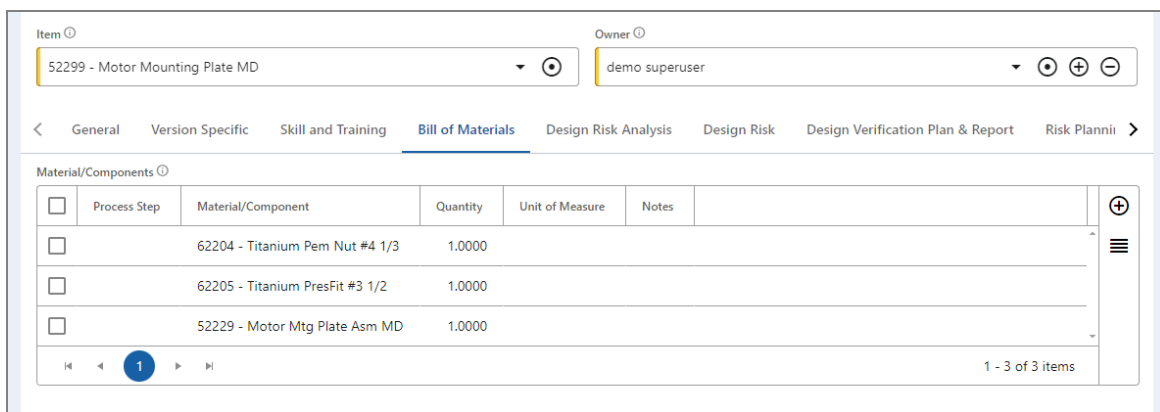 Item
Owner
52299 - Motor Mounting Plate MD
demo superuser
General Version Specific Skill and Training Bill of Materials Design Risk Analysis Design Risk Design Verification Plan & Report Risk Plannin
Material/Components
Process Step Material/Component Quantity Unit of Measure Notes
62204 - Titanium Pem Nut #4 1/3 1.0000
62205 - Titanium PresFit #3 1/2 1.0000
52229 - Motor Mtg Plate Asm MD 1.0000
1
1 - 3 of 3 items